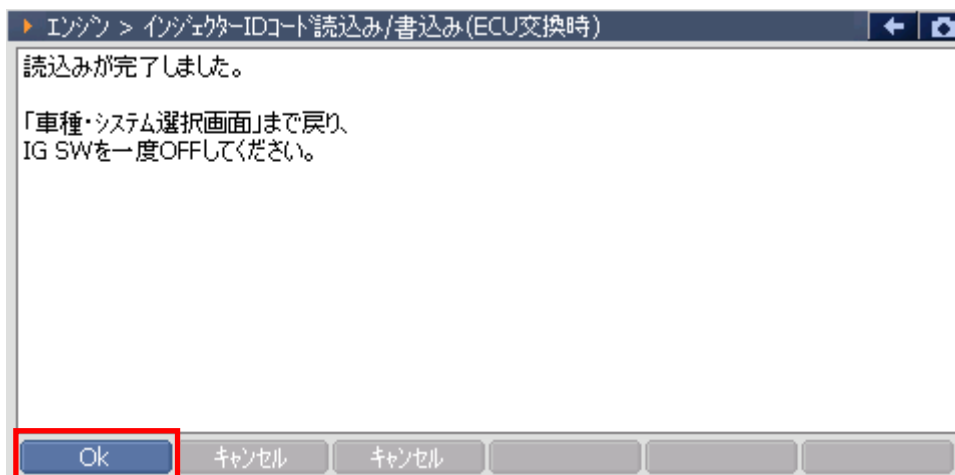 エンジン > インジェクターIDコード読込み/書込み(ECU交換時)
読込みが完了しました。
「車種・システム選択画面」まで戻り、
IG SWを一度OFFしてください。
Ok キャンセル キャンセル